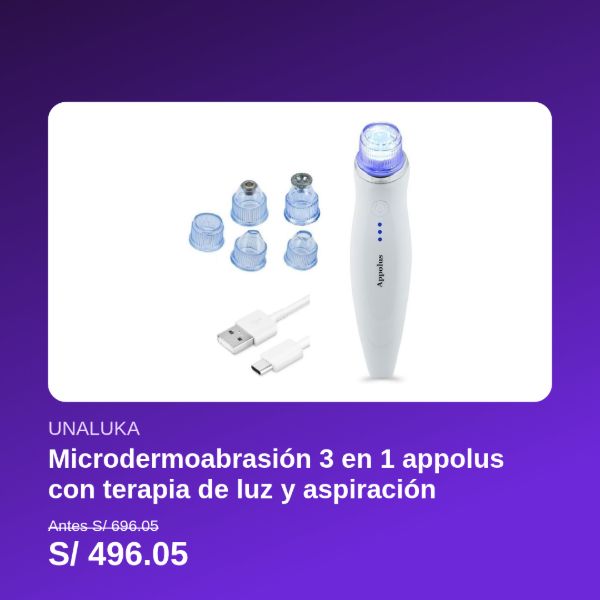 Appolus
UNALUKA
Microdermoabrasión 3 en 1 appolus
con terapia de luz y aspiración
Antes S/ 696.05
S/ 496.05